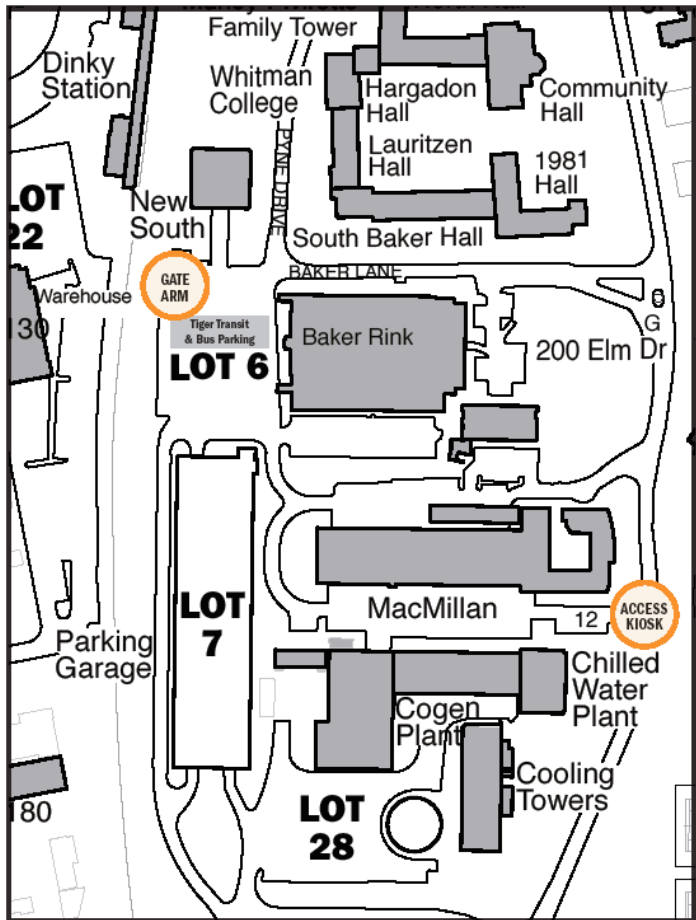 Family Tower
Dinky
Station
Whitman
College
Hargadon
Hall
Community
Hall
PYNE DRIVE
Lauritzen
Hall
1981
Hall
LOT
22
New
South
South Baker Hall
BAKER LANE
GATE
ARM
Warehouse
130
Tiger Transit
& Bus Parking
Baker Rink
G
200 Elm Dr
LOT 6
LOT
7
MacMillan
12
ACCESS
KIOSK
Parking
Garage
Chilled
Water
Plant
Cogen
Plant
Cooling
Towers
LOT
28
180